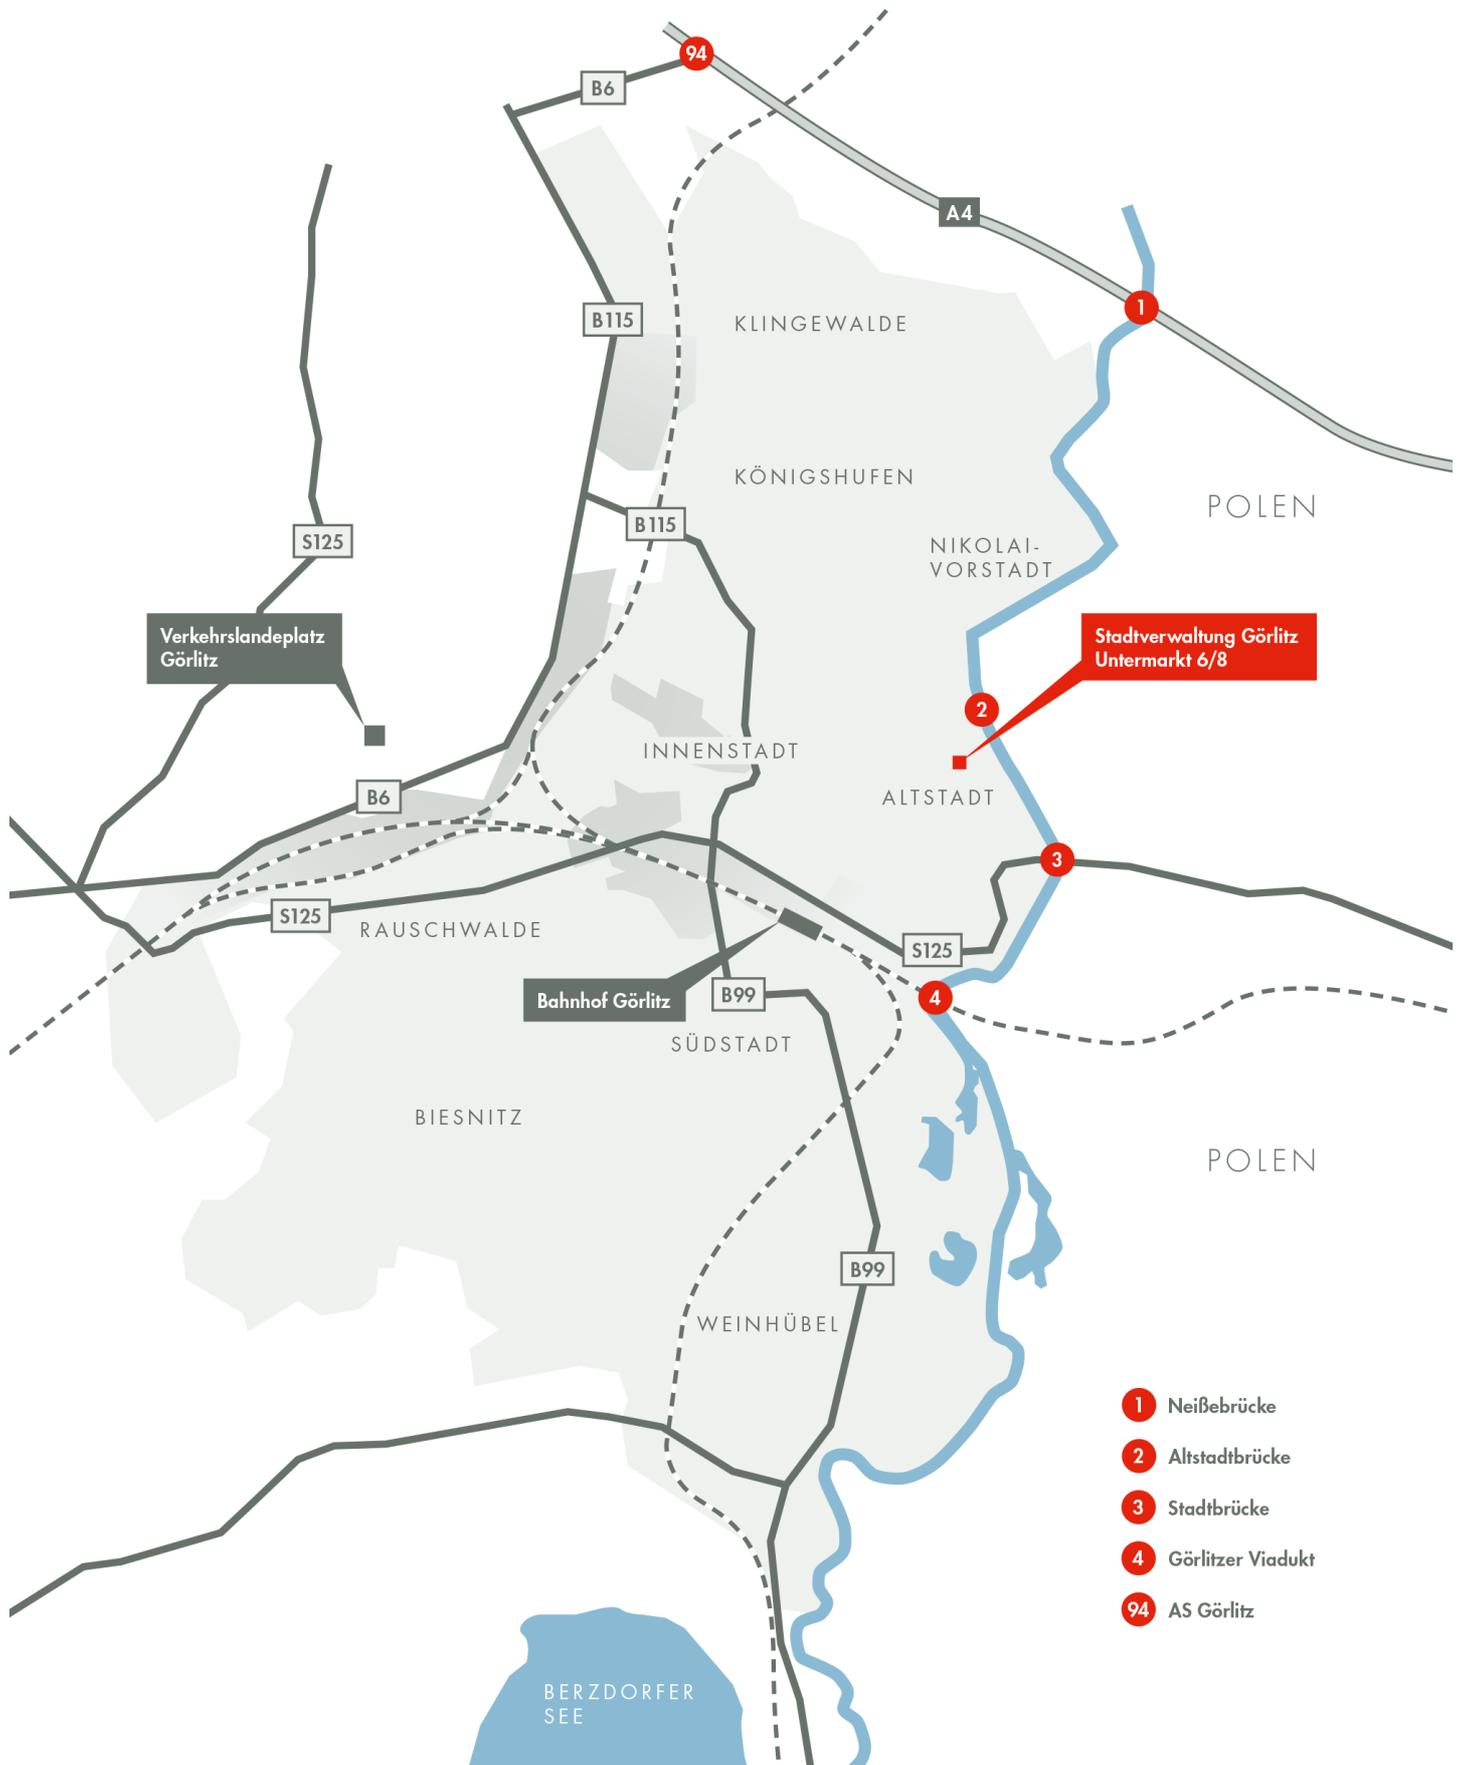 94
B6
A4
1
B115
KLINGEWALDE
KÖNIGSHUFEN
POLEN
B115
S125
NIKOLAI-
VORSTADT
Verkehrslandeplatz
Görlitz
Stadtverwaltung Görlitz
Untermarkt 6/8
2
INNENSTADT
B6
ALTSTADT
3
S125
RAUSCHWALDE
S125
Bahnhof Görlitz
B99
4
SÜDSTADT
BIESNITZ
POLEN
B99
WEINHÜBEL
1 Neißebrücke
2 Altstadtbrücke
3 Stadtbrücke
4 Görlitzer Viadukt
94 AS Görlitz
BERZDORFER
SEE